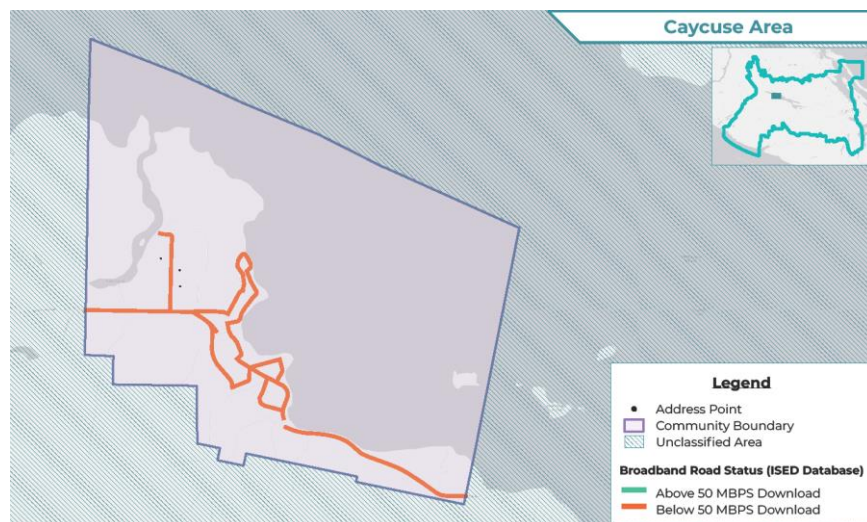 Caycuse Area
Legend
Address Point
Community Boundary
Unclassified Area
Broadband Road Status (ISED Database)
Above 50 MBPS Download
Below 50 MBPS Download